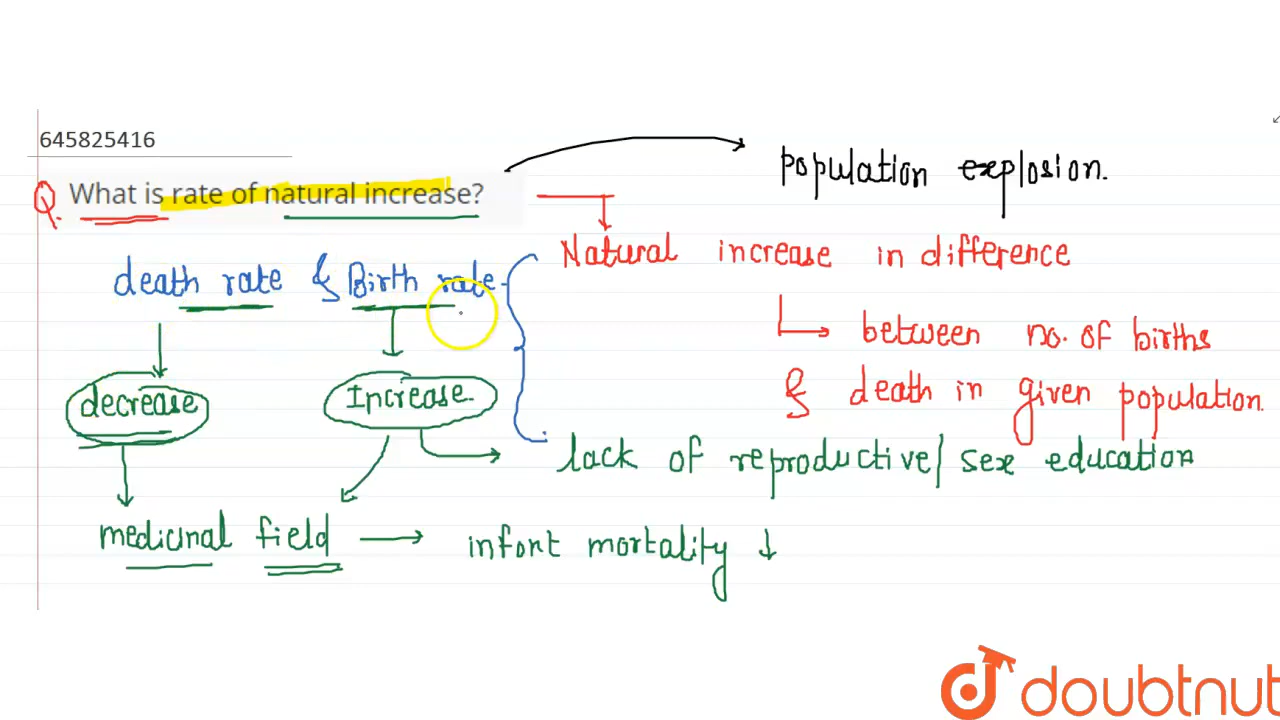 645825416
population explosion.
Q. What is rate of natural increase?
Natural increase in difference
death rate & Birth rate
between no. of births
decrease Increase
& death in given population
lack of reproductive/ sex education
medicinal field infort mortality ↓
doubtnut